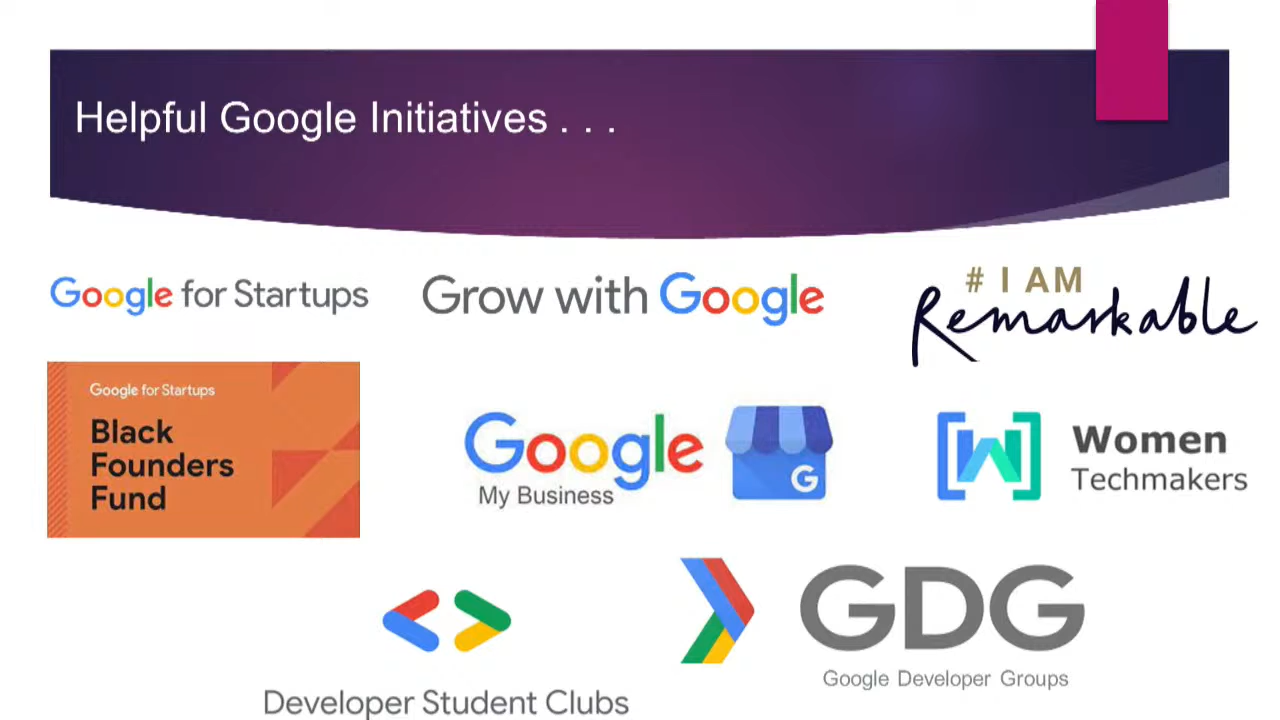 Helpful Google Initiatives . . .
Google for Startups
Grow with Google
# I AM
Remarkable
Google for Startups
Black
Founders
Fund
Google
My Business
G
Women
Techmakers
Developer Student Clubs
GDG
Google Developer Groups